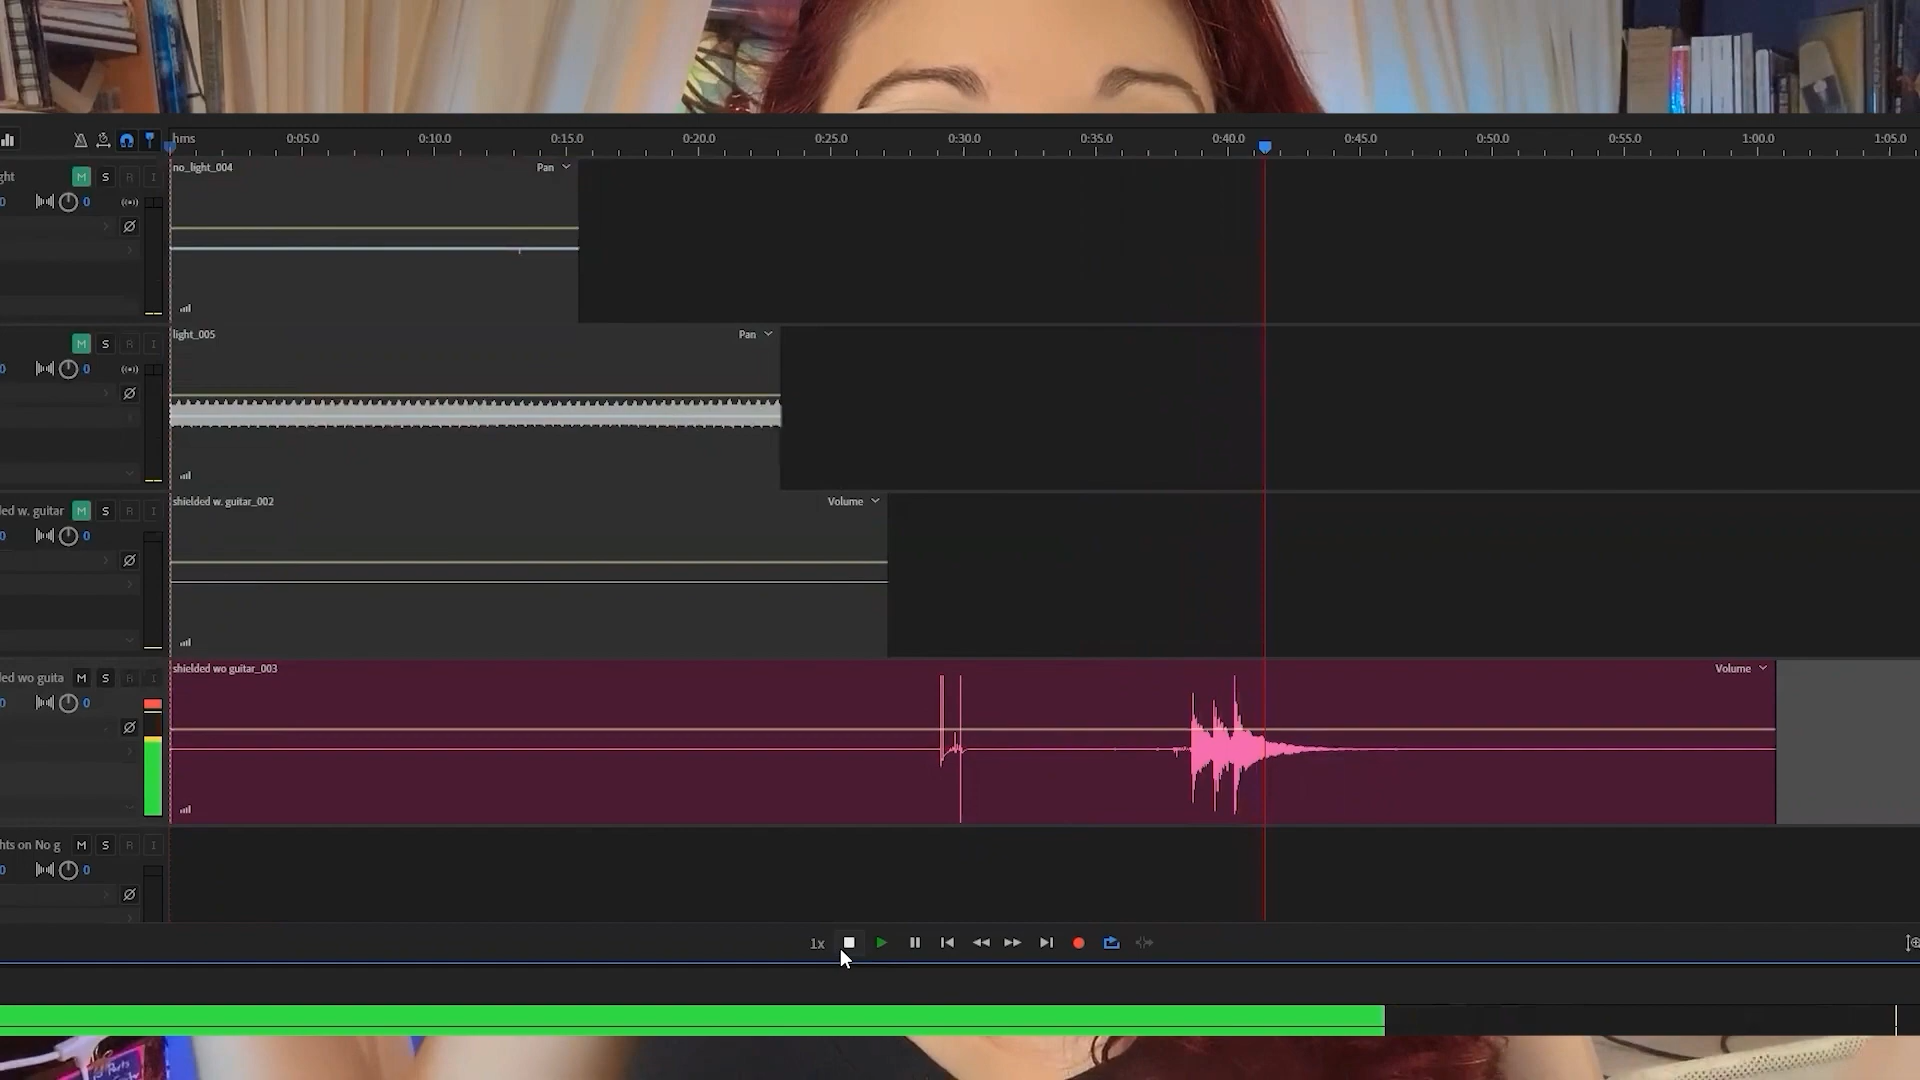 hms 0:05.0 0:10.0 0:15.0 0:20.0 0:25.0 0:30.0 0:35.0 0:40.0 0:45.0 0:50.0 0:55.0 1:00.0 1:05.0
no_light_004 Pan
ght M S R I
0 0
light_005 Pan
M S R I
0 0
shielded w. guitar_002 Volume
led w. guitar M S R I
0 0
shielded wo guitar_003 Volume
led wo guita M S R I
0 0
hts on No g M S R I
0 0
1x